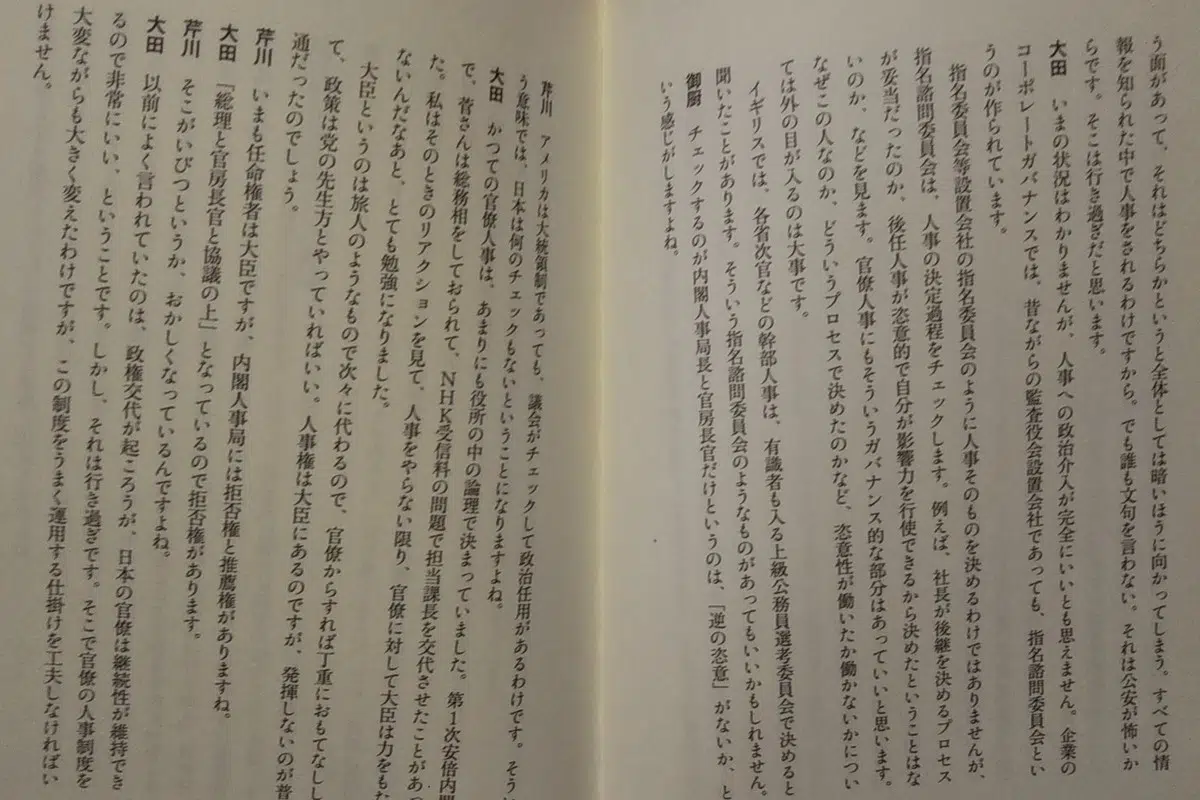 う面があって、それはどちらかというと全体としては暗いほうに向かってしまう。すべての情
報を知られた中で人事をされるわけですから。でも誰も文句を言わない。それは公安が怖いか
らです。そこは行き過ぎだと思います。
大田　いまの状況はわかりませんが、人事への政治介入が完全にいいとも思えません。企業の
コーポレートガバナンスでは、昔ながらの監査役会設置会社であっても、指名諮問委員会とい
うのが作られています。
指名委員会等設置会社の指名委員会のように人事そのものを決めるわけではありませんが、
指名諮問委員会は、人事の決定過程をチェックします。例えば、社長が後継を決めるプロセス
が妥当だったのか、後任人事が恣意的で自分が影響力を行使できるから決めたということはな
いのか、などを見ます。官僚人事にもそういうガバナンス的な部分はあっていいと思います。
なぜこの人なのか、どういうプロセスで決めたのかなど、恣意性が働いたか働かないかについ
ては外の目が入るのは大事です。
イギリスでは、各省次官などの幹部人事は、有識者も入る上級公務員選考委員会で決めると
聞いたことがあります。そういう指名諮問委員会のようなものがあってもいいかもしれません。
御厨　チェックするのが内閣人事局長と官房長官だけというのは、「逆の恣意」がないか、と
いう感じがしますよね。
芹川　アメリカは大統領制であっても、議会がチェックして政治任用があるわけです。そうい
う意味では、日本は何のチェックもないということになりますよね。
大田　かつての官僚人事は、あまりにも役所の中の論理で決まっていました。第1次安倍内閣
で、菅さんは総務相をしておられて、NHK受信料の問題で担当課長を交代させたことがあっ
た。私はそのときのリアクションを見て、人事をやらない限り、官僚に対して大臣は力をもた
ないんだなあと、とても勉強になりました。
大臣というのは旅人のようなもので次々に代わるので、官僚からすれば丁重におもてなしし
て、政策は党の先生方とやっていればいい。人事権は大臣にあるのですが、発揮しないのが普
通だったのでしょう。
芹川　いまも任命権者は大臣ですが、内閣人事局には拒否権と推薦権がありますね。
大田　「総理と官房長官と協議の上」となっているので拒否権があります。
芹川　そこがいびつというか、おかしくなっているんですよね。
大田　以前によく言われていたのは、政権交代が起ころうが、日本の官僚は継続性が維持でき
るので非常にいい、ということです。しかし、それは行き過ぎです。そこで官僚の人事制度を
大変ながらも大きく変えたわけですが、この制度をうまく運用する仕掛けを工夫しなければい
けません。